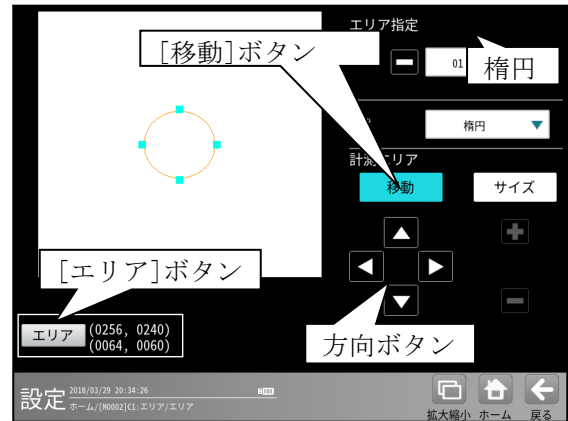 エリア指定
[移動]ボタン
01
楕円
楕円
計測エリア
移動
サイズ
[エリア]ボタン
エリア
(0256, 0240)
(0064, 0060)
方向ボタン
設定
2018/03/29 20:34:26
ホーム/[M0002]C1:エリア/エリア
拡大縮小 ホーム 戻る